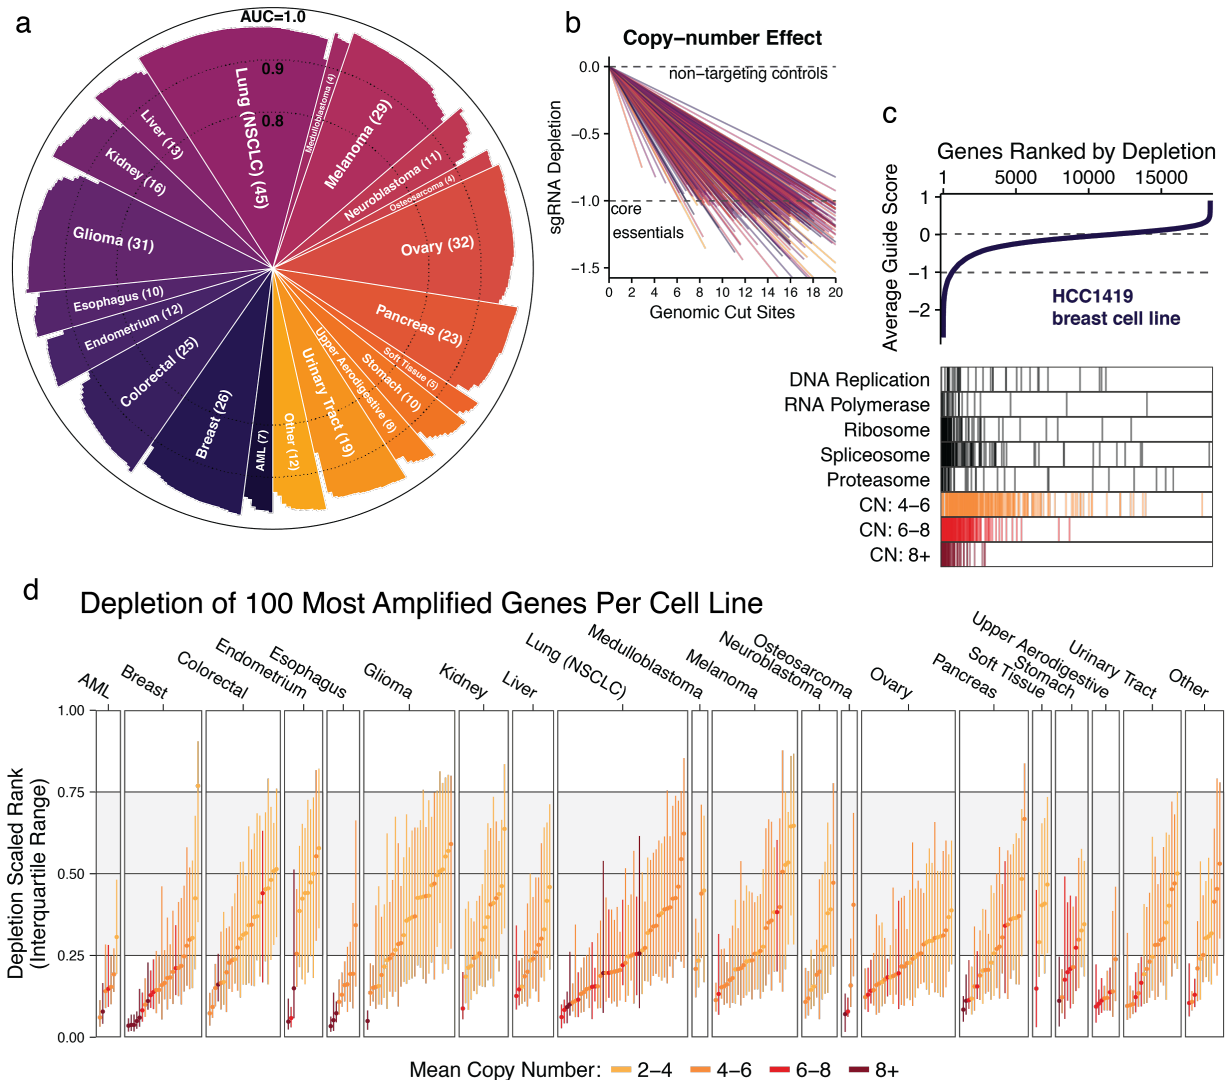 a
AUC=1.0
0.9
0.8
Lung (NSCLC) (45)
Medulloblastoma (4)
Melanoma (29)
Neuroblastoma (11)
Osteosarcoma (4)
Ovary (32)
Pancreas (23)
Soft Tissue (5)
Stomach (10)
Upper Aerodigestive (8)
Urinary Tract (19)
Other (12)
AML (7)
Breast (26)
Colorectal (25)
Endometrium (12)
Esophagus (10)
Glioma (31)
Kidney (16)
Liver (13)
b
Copy−number Effect
sgRNA Depletion
0.0
−0.5
−1.0
−1.5
non−targeting controls
core
essentials
0 2 4 6 8 10 12 14 16 18 20
Genomic Cut Sites
c
Genes Ranked by Depletion
1 5000 10000 15000
Average Guide Score
1
0
−1
−2
HCC1419
breast cell line
DNA Replication
RNA Polymerase
Ribosome
Spliceosome
Proteasome
CN: 4−6
CN: 6−8
CN: 8+
d
Depletion of 100 Most Amplified Genes Per Cell Line
AML
Breast
Colorectal
Endometrium
Esophagus
Glioma
Kidney
Liver
Lung (NSCLC)
Medulloblastoma
Melanoma
Neuroblastoma
Osteosarcoma
Ovary
Pancreas
Soft Tissue
Stomach
Upper Aerodigestive
Urinary Tract
Other
Depletion Scaled Rank
(Interquartile Range)
1.00
0.75
0.50
0.25
0.00
Mean Copy Number: 2−4 4−6 6−8 8+